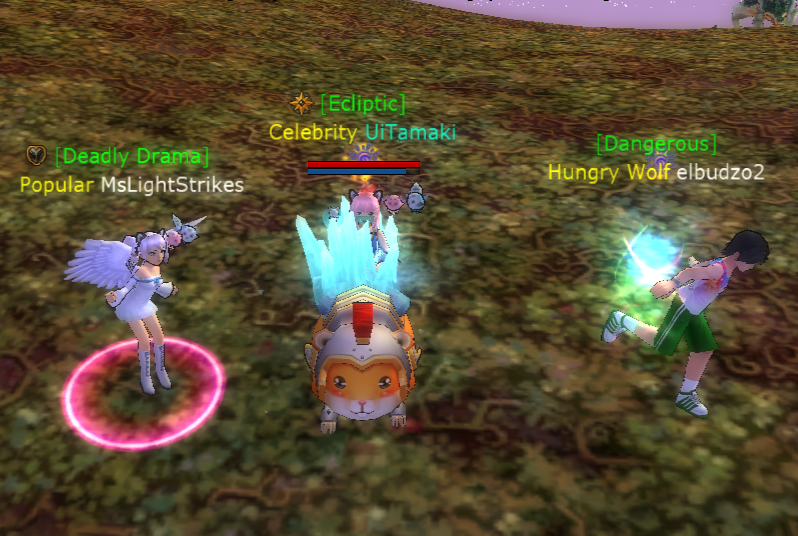 [Ecliptic]
Celebrity UiTamaki
[Deadly Drama]
Popular MsLightStrikes
[Dangerous]
Hungry Wolf elbudzo2